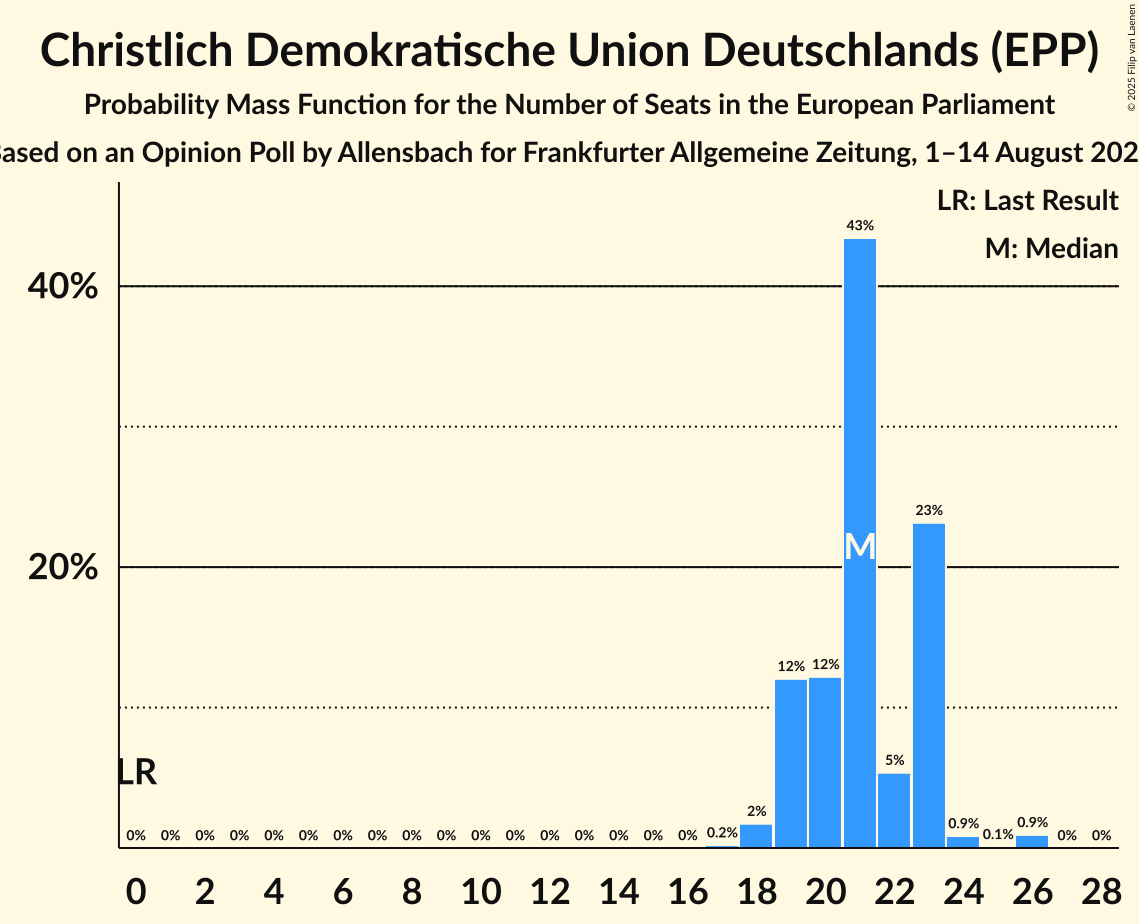 Christlich Demokratische Union Deutschlands (EPP)
Probability Mass Function for the Number of Seats in the European Parliament
ased on an Opinion Poll by Allensbach for Frankfurter Allgemeine Zeitung, 1–14 August 202
© 2025 Filip van Laenen
LR: Last Result
M: Median
43%
40%
23%
M
20%
12% 12%
LR
5%
2%
0% 0% 0% 0% 0% 0% 0% 0% 0% 0% 0% 0% 0% 0% 0% 0% 0% 0.2% 0.9% 0.1% 0.9% 0% 0%
0 2 4 6 8 10 12 14 16 18 20 22 24 26 28